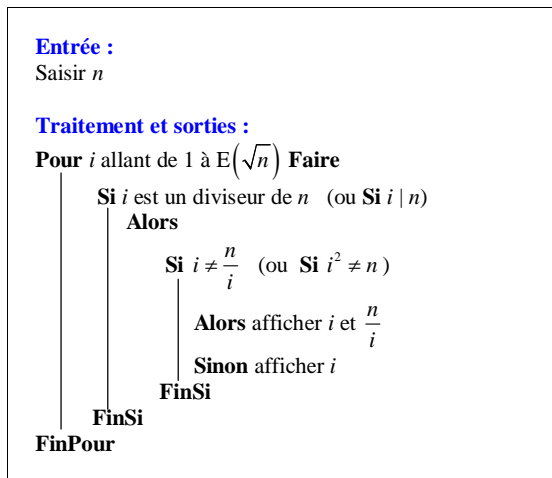 Entrée :
Saisir n
Traitement et sorties :
Pour i allant de 1 à E(√n) Faire
Si i est un diviseur de n (ou Si i | n)
Alors
Si i ≠ n/i (ou Si i² ≠ n )
Alors afficher i et n/i
Sinon afficher i
FinSi
FinSi
FinPour